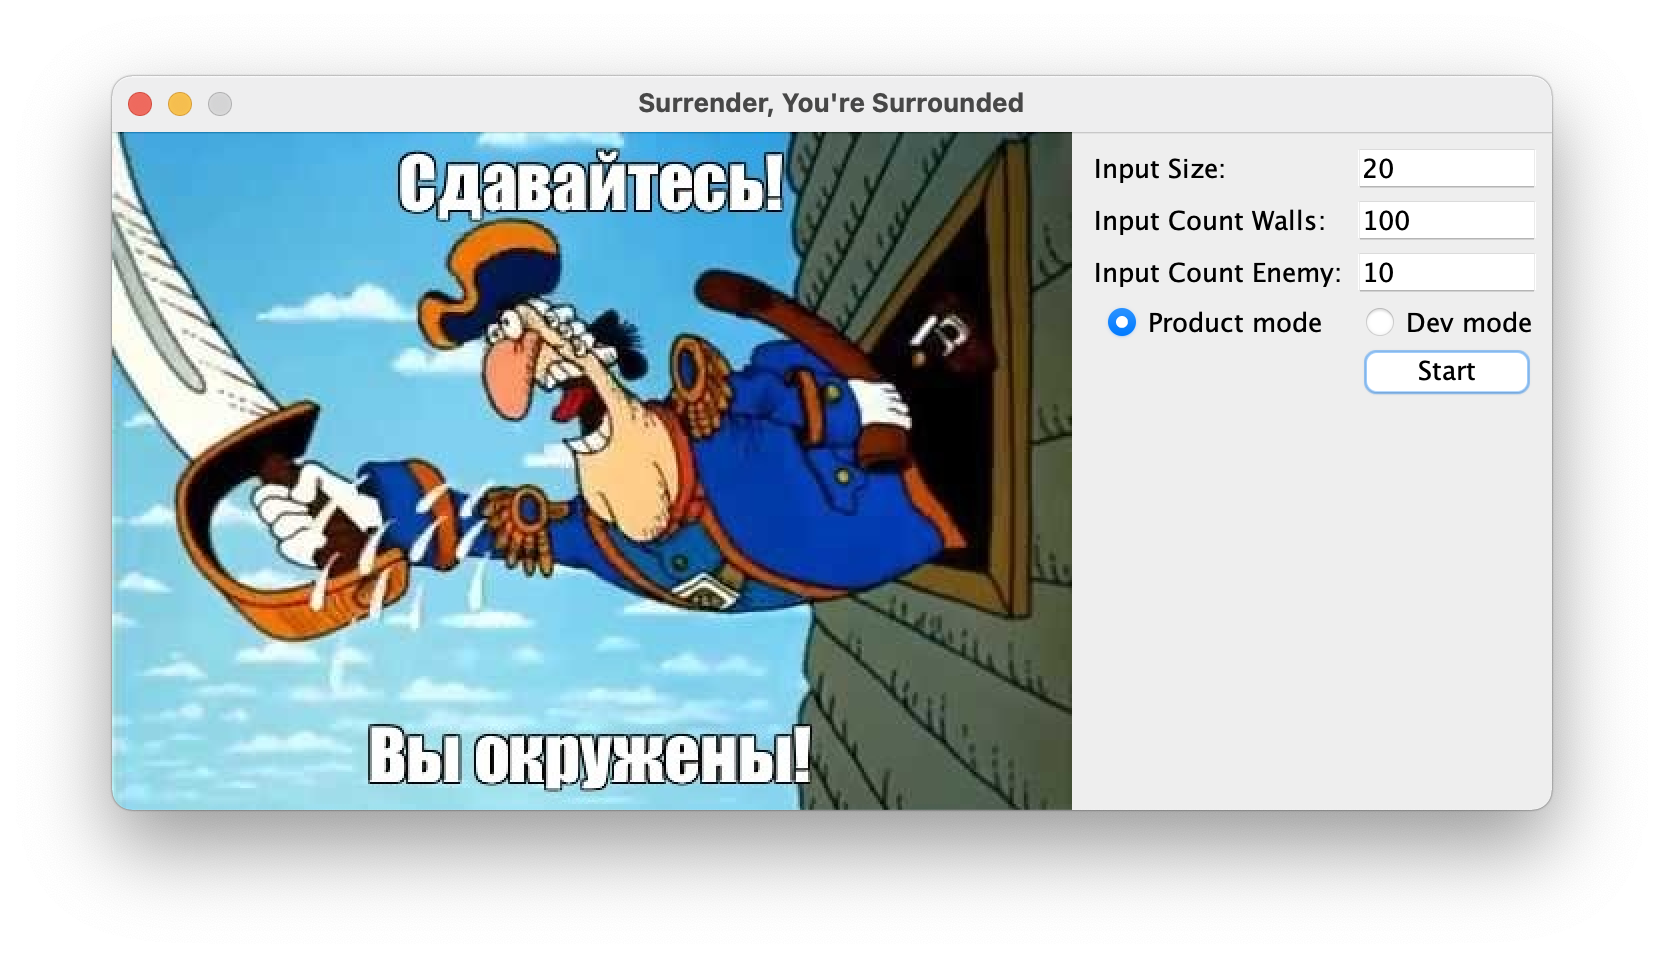 Surrender, You're Surrounded
Сдавайтесь!
Вы окружены!
Input Size: 20
Input Count Walls: 100
Input Count Enemy: 10
Product mode Dev mode
Start